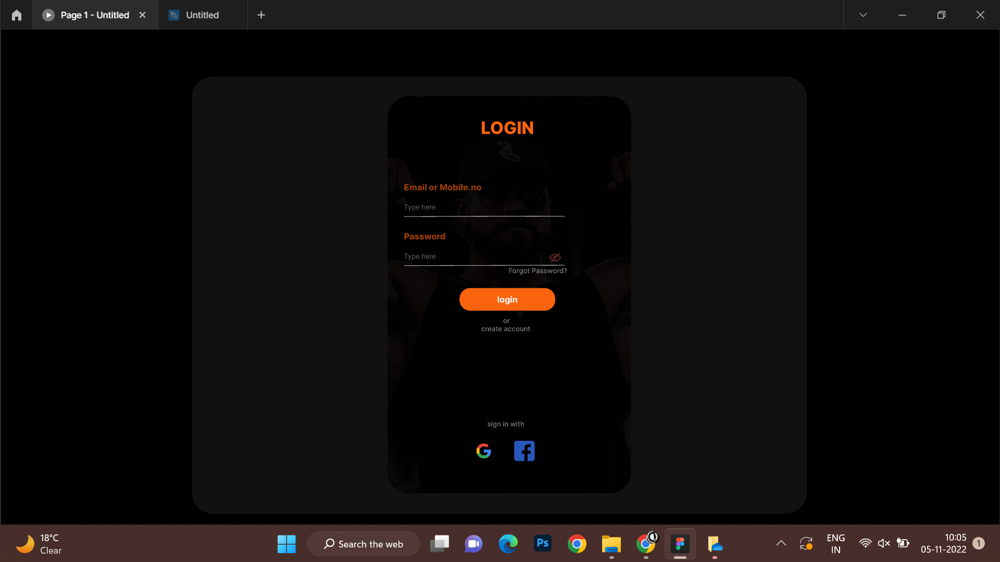 Page 1 - Untitled
Untitled
LOGIN
Email or Mobile.no
Type here
Password
Type here
Forgot Password?
login
or
create account
sign in with
18°C
Clear
Search the web
Ps
ENG
IN
10:05
05-11-2022
1